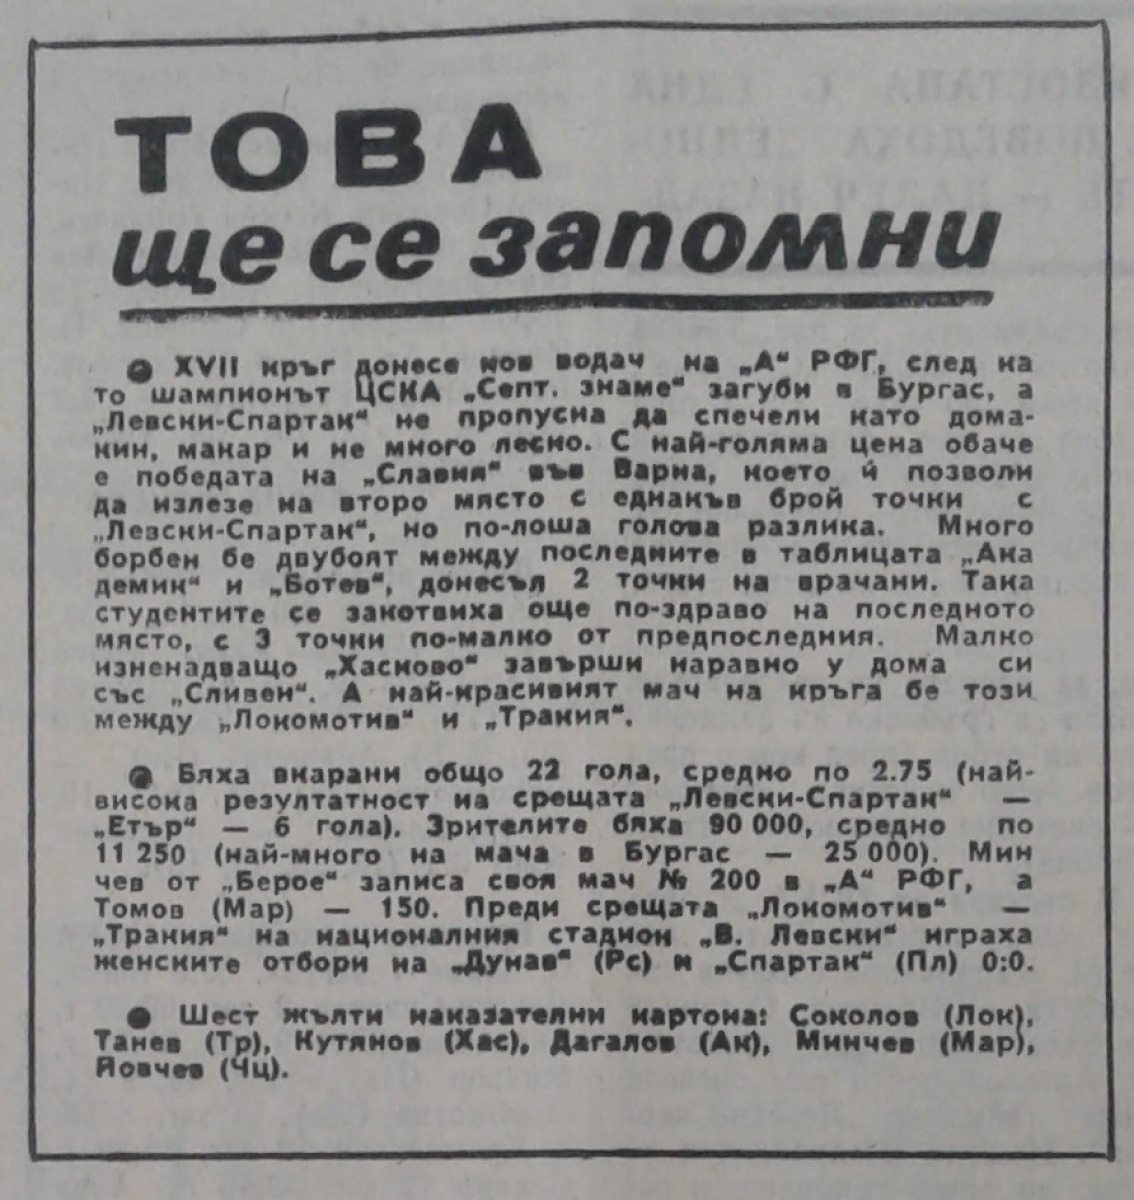 ТОВА
ще се запомни
● XVII кръг донесе нов водач на „А“ РФГ, след ка
то шампионът ЦСКА „Септ. знаме“ загуби в Бургас, а
„Левски-Спартак“ не пропусна да спечели като дома-
кин, макар и не много лесно. С най-голяма цена обаче
е победата на „Славия“ във Варна, което ѝ позволи
да излезе на второ място с еднакъв брой точки с
„Левски-Спартак“, но по-лоша голова разлика. Много
борбен бе двубоят между последните в таблицата „Ака
демик“ и „Ботев“, донесъл 2 точки на врачани. Така
студентите се закотвиха още по-здраво на последното
място, с 3 точки по-малко от предпоследния. Малко
изненадващо „Хасково“ завърши наравно у дома си
със „Сливен“. А най-красивият мач на кръга бе този
между „Локомотив“ и „Тракия“.
● Бяха вкарани общо 22 гола, средно по 2.75 (най-
висока резултатност на срещата „Левски-Спартак“ —
„Етър“ — 6 гола). Зрителите бяха 90 000, средно по
11 250 (най-много на мача в Бургас — 25 000). Мин
чев от „Берое“ записа своя мач № 200 в „А“ РФГ, а
Томов (Мар) — 150. Преди срещата „Локомотив“ —
„Тракия“ на националния стадион „В. Левски“ играха
женските отбори на „Дунав“ (Рс) и „Спартак“ (Пл) 0:0.
● Шест жълти наказателни картона: Соколов (Лок),
Танев (Тр), Кутянов (Хас), Дагалов (Ак), Минчев (Мар),
Йовчев (Чц).